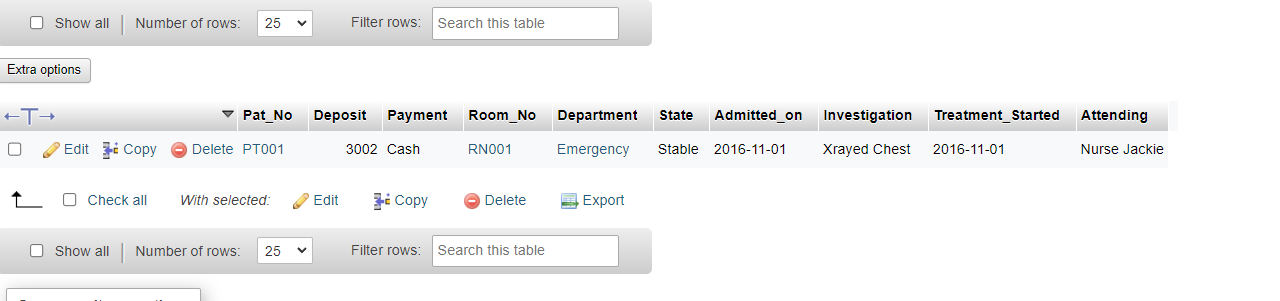 Show all Number of rows: 25 Filter rows: Search this table
Extra options
Pat_No Deposit Payment Room_No Department State Admitted_on Investigation Treatment_Started Attending
Edit Copy Delete PT001 3002 Cash RN001 Emergency Stable 2016-11-01 Xrayed Chest 2016-11-01 Nurse Jackie
Check all With selected: Edit Copy Delete Export
Show all Number of rows: 25 Filter rows: Search this table